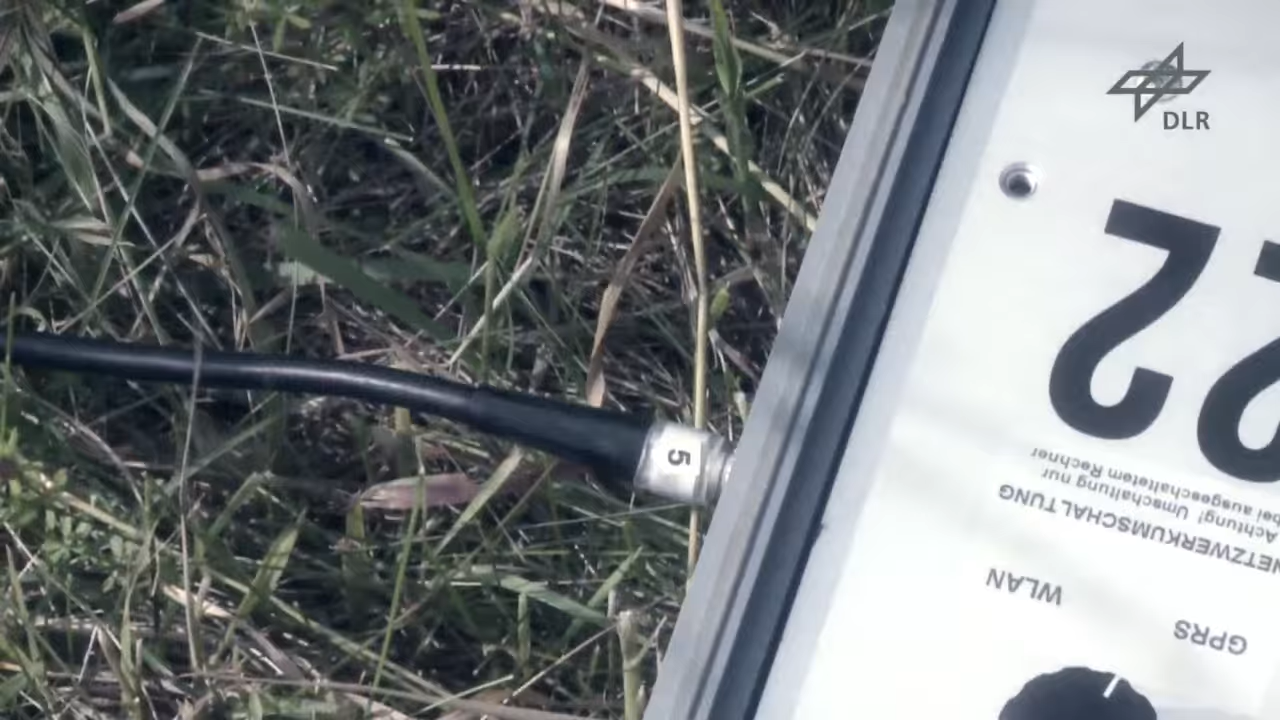 DLR
22
5
NETZWERKUMSCHALTUNG
Achtung! Umschaltung nur
bei ausgeschaltetem Rechner
WLAN
GPRS